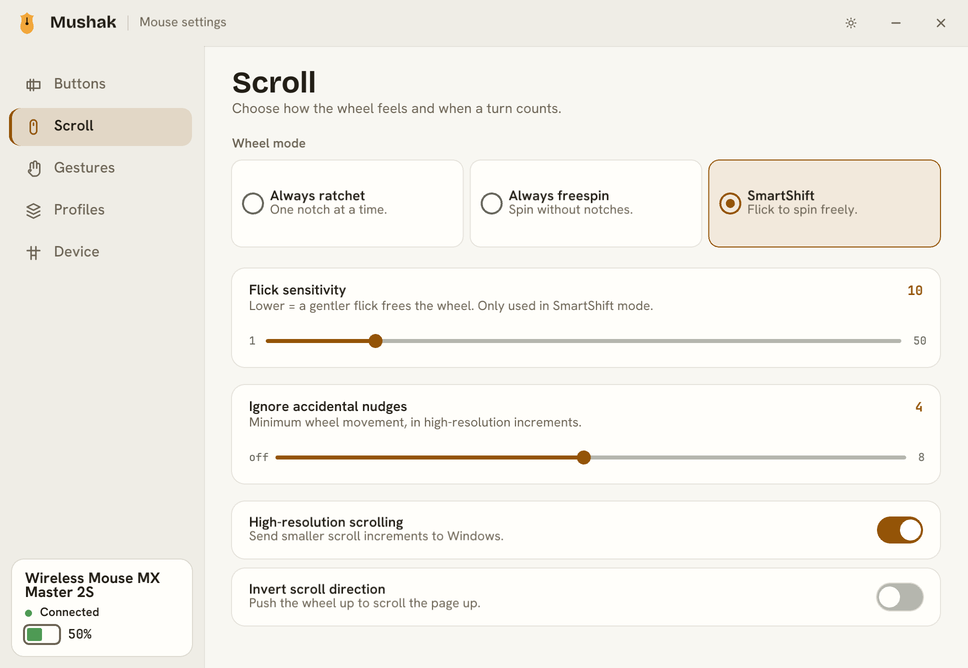 Mushak
Mouse settings
Buttons
Scroll
Gestures
Profiles
Device
Wireless Mouse MX
Master 2S
Connected
50%
Scroll
Choose how the wheel feels and when a turn counts.
Wheel mode
Always ratchet
One notch at a time.
Always freespin
Spin without notches.
SmartShift
Flick to spin freely.
Flick sensitivity
10
Lower = a gentler flick frees the wheel. Only used in SmartShift mode.
1
50
Ignore accidental nudges
4
Minimum wheel movement, in high-resolution increments.
off
8
High-resolution scrolling
Send smaller scroll increments to Windows.
Invert scroll direction
Push the wheel up to scroll the page up.